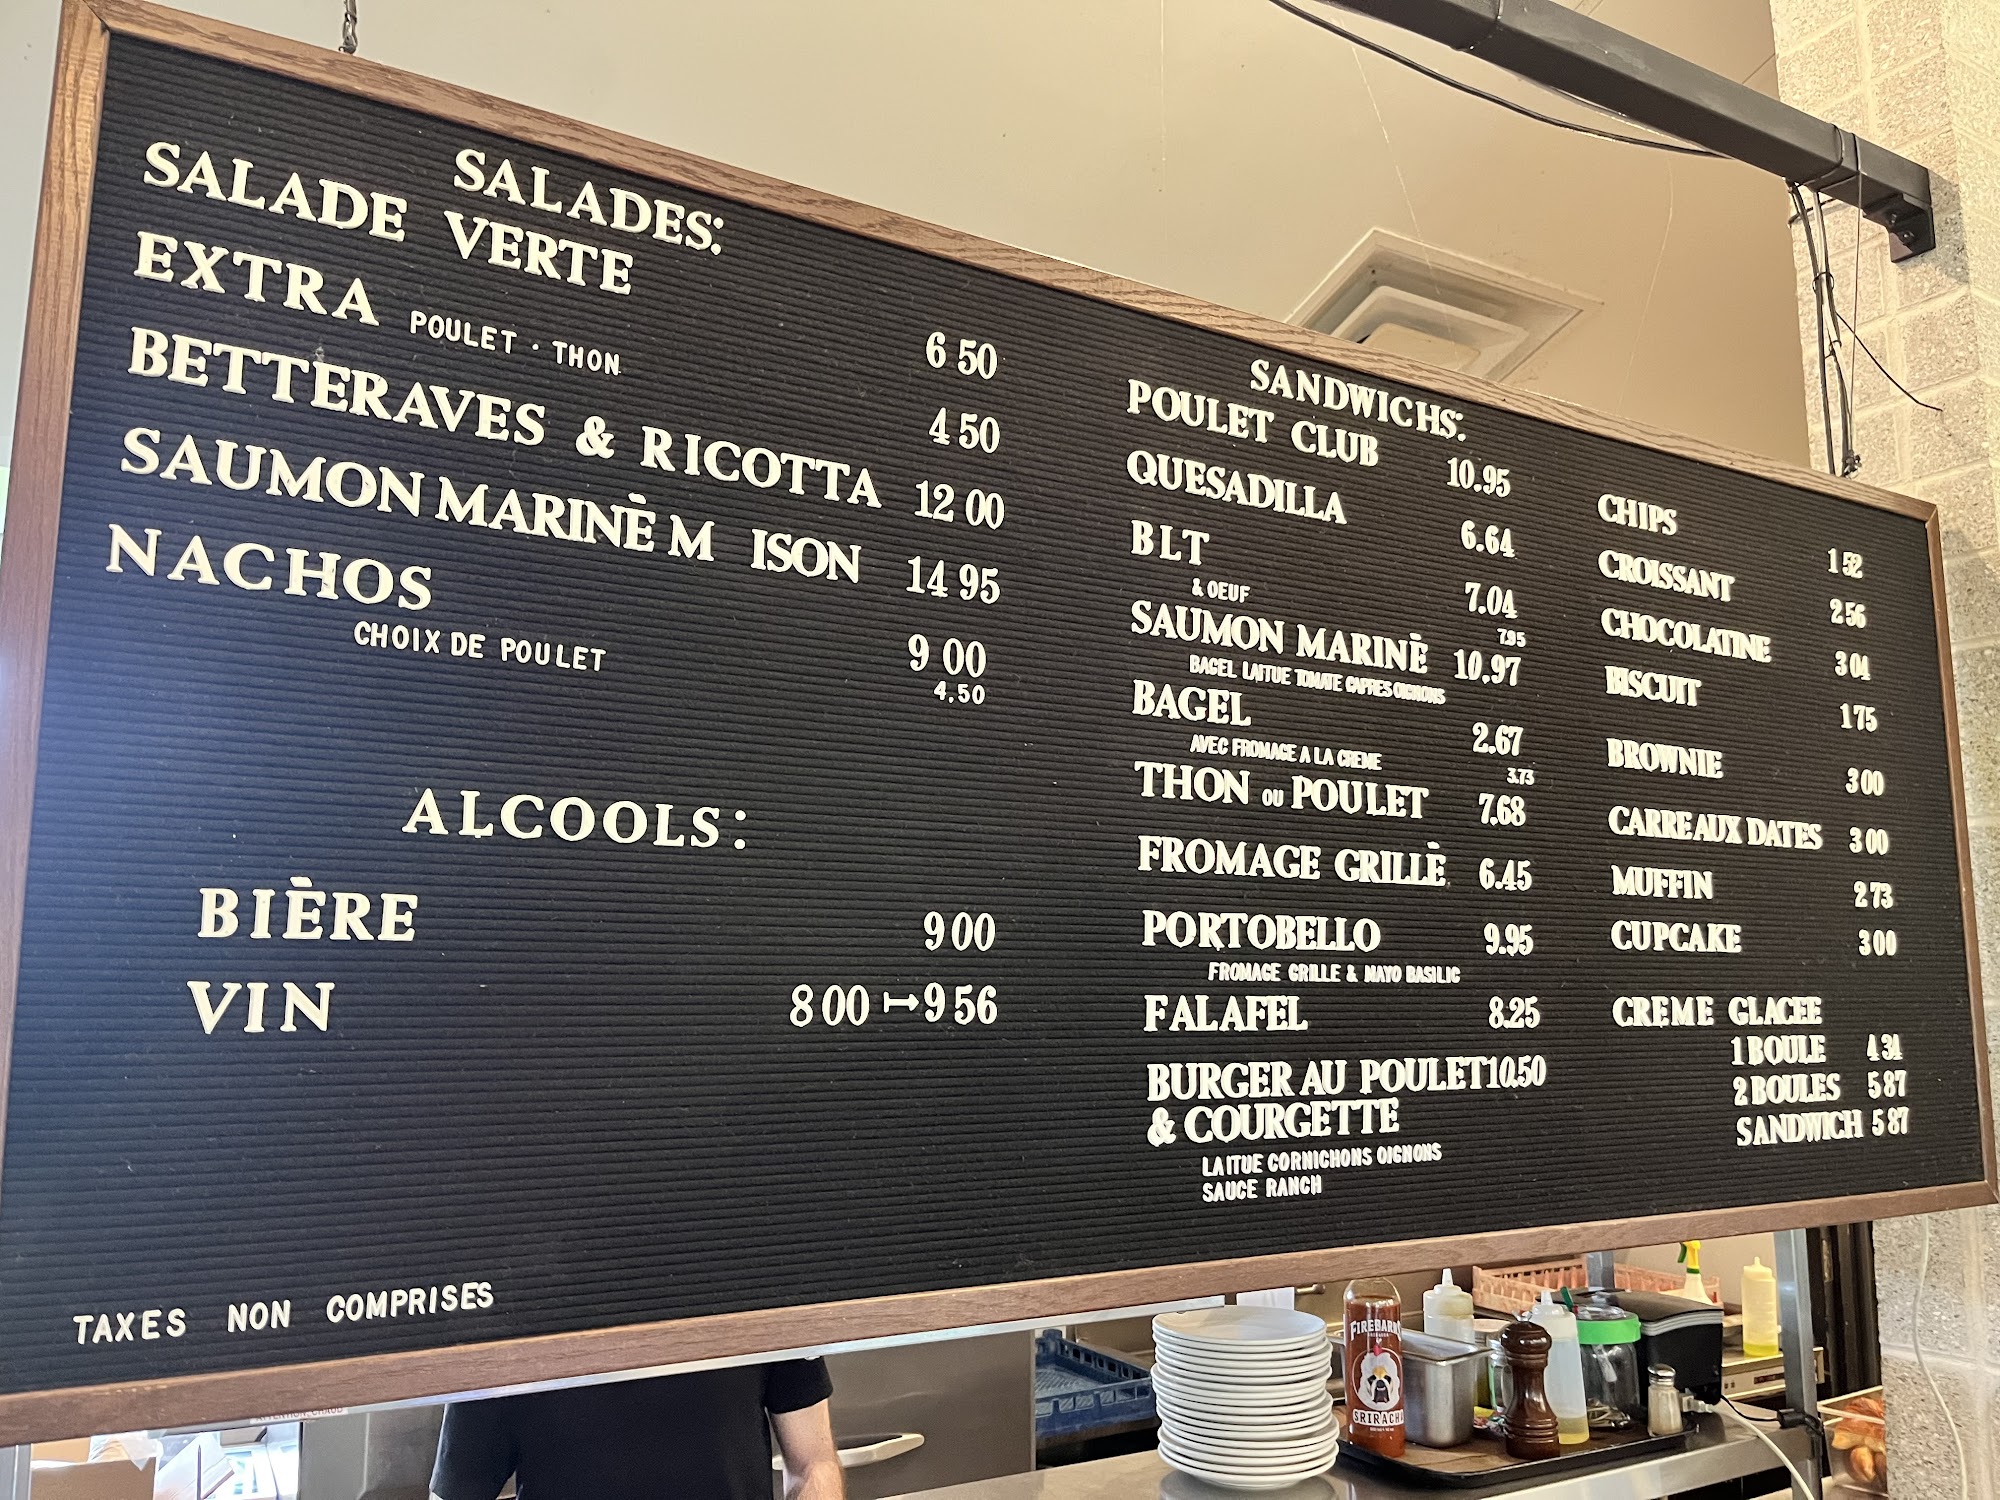 SALADES:
SALADE VERTE 6 50
EXTRA POULET · THON 4 50
BETTERAVES & RICOTTA 12 00
SAUMON MARINÉ M ISON 14 95
NACHOS 9 00
CHOIX DE POULET 4.50
ALCOOLS:
BIÈRE 9 00
VIN 8 00 ↦ 9 56
TAXES NON COMPRISES
SANDWICHS:
POULET CLUB 10.95
QUESADILLA 6.64
BLT 7.04
& OEUF 7.95
SAUMON MARINÉ 10.97
BAGEL LAITUE TOMATE CAPRES OIGNONS
BAGEL 2.67
AVEC FROMAGE A LA CREME 3.73
THON OU POULET 7.68
FROMAGE GRILLÉ 6.45
PORTOBELLO 9.95
FROMAGE GRILLE & MAYO BASILIC
FALAFEL 8.25
BURGER AU POULET 10.50
& COURGETTE
LAITUE CORNICHONS OIGNONS
SAUCE RANCH
CHIPS 1 52
CROISSANT 2 56
CHOCOLATINE 3 04
BISCUIT 1 75
BROWNIE 3 00
CARREAUX DATES 3 00
MUFFIN 2 73
CUPCAKE 3 00
CREME GLACEE
1 BOULE 4 34
2 BOULES 5 87
SANDWICH 5 87
SRIRACHA